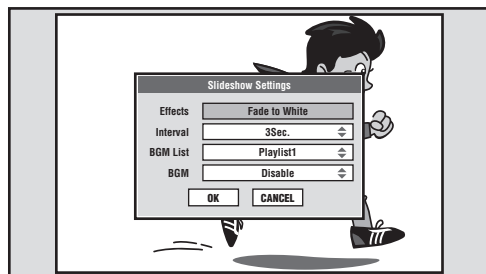 Slideshow Settings
Effects Fade to White
Interval 3Sec.
BGM List Playlist1
BGM Disable
OK CANCEL